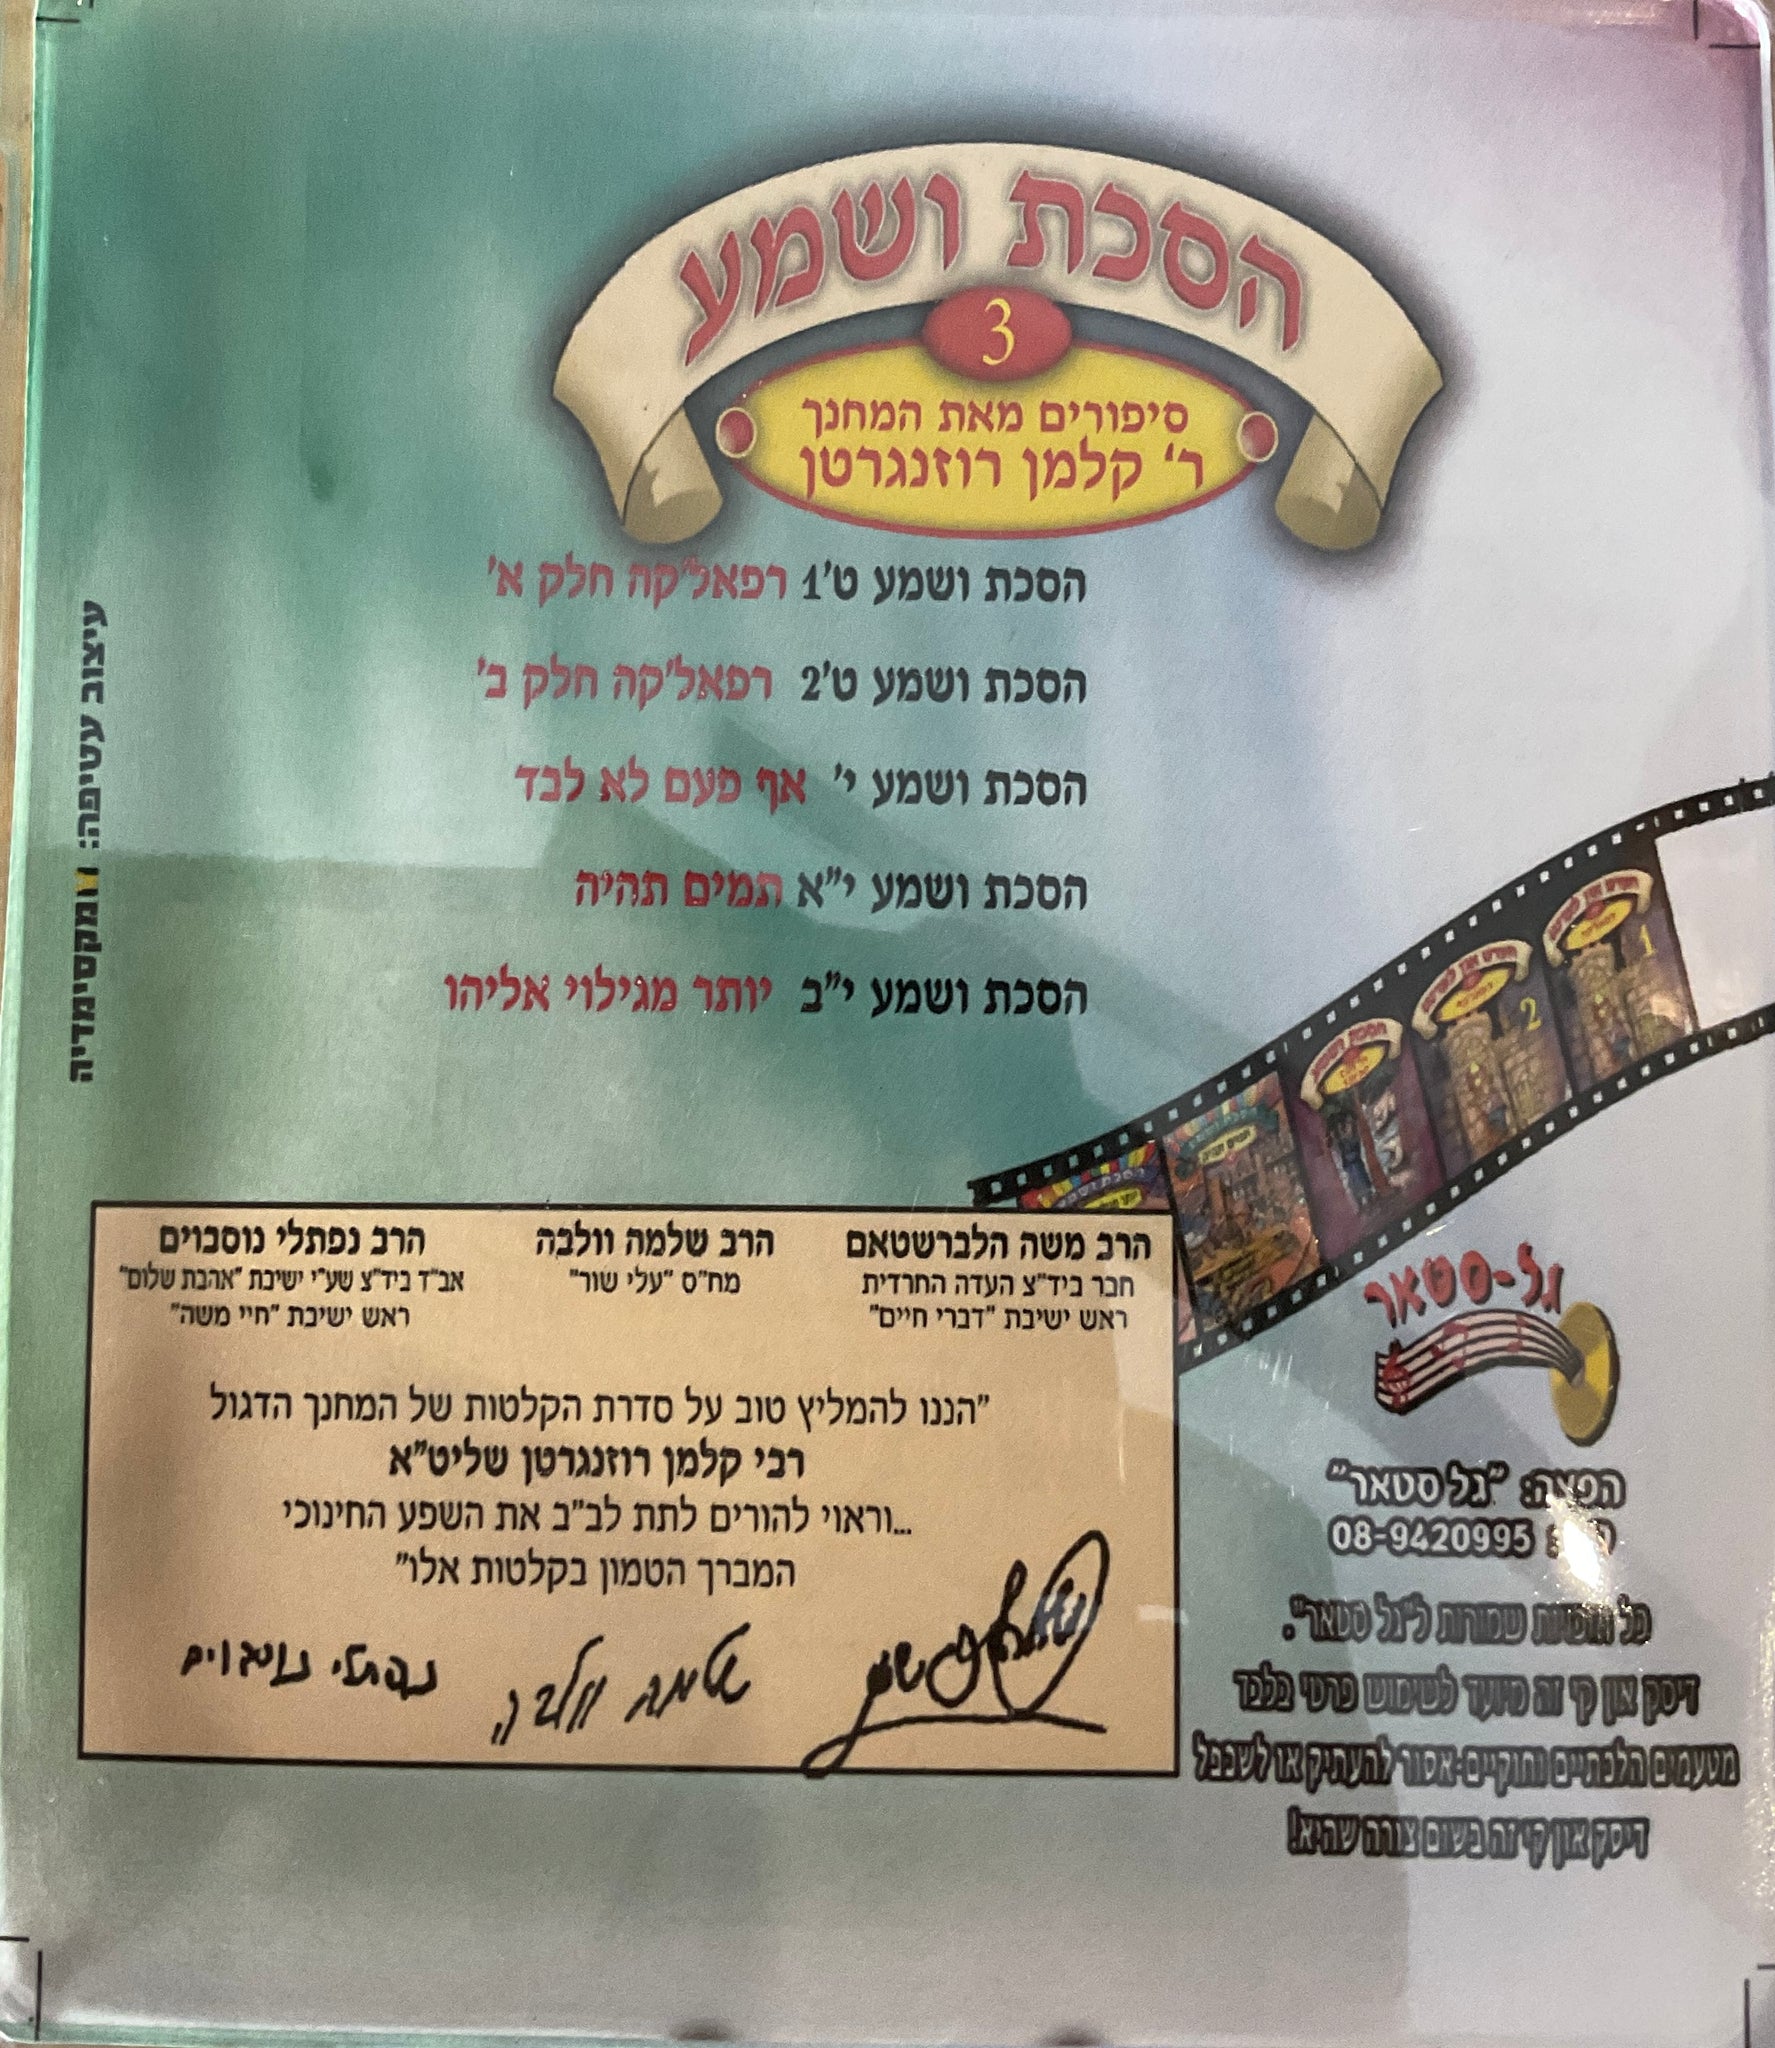 הסכת ושמע
3
סיפורים מאת המחנך
ר' קלמן רוזנגרטן
הסכת ושמע ט'1 רפאל'קה חלק א'
הסכת ושמע ט'2 רפאל'קה חלק ב'
הסכת ושמע י' אף פעם לא לבד
הסכת ושמע י"א תמים תהיה
הסכת ושמע י"ב יותר מגילוי אליהו
עיצוב עטיפה: מקסימדיה
1
2
הרב משה הלברשטאם
חבר ביד"צ העדה החרדית
ראש ישיבת "דברי חיים"
הרב שלמה וולבה
מח"ס "עלי שור"
הרב נפתלי נוסבוים
אב"ד ביד"צ שע"י ישיבת "אהבת שלום"
ראש ישיבת "חיי משה"
"הננו להמליץ טוב על סדרת הקלטות של המחנך הדגול
רבי קלמן רוזנגרטן שליט"א
...וראוי להורים לתת לב"ב את השפע החינוכי
המברך הטמון בקלטות אלו"
שלמה וולבה
נפתלי נוסבוים
גל-סטאר
הפצה: "גל סטאר"
08-9420995
כל הזכויות שמורות ל"גל סטאר".
דיסק און קי זה מיועד לשימוש פרטי בלבד
מטעמים הלכתיים וחוקיים-אסור להעתיק או לשכפל
דיסק און קי זה בשום צורה שהיא!